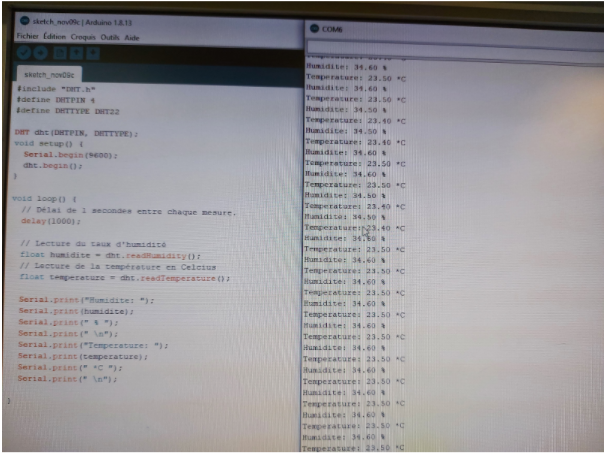 sketch_nov09c | Arduino 1.8.13
Fichier Édition Croquis Outils Aide
sketch_nov09c
#include "DHT.h"
#define DHTPIN 4
#define DHTTYPE DHT22
DHT dht(DHTPIN, DHTTYPE);
void setup() {
Serial.begin(9600);
dht.begin();
}
void loop() {
// Délai de 1 secondes entre chaque mesure.
delay(1000);
// Lecture du taux d'humidité
float humidite = dht.readHumidity();
// Lecture de la température en Celcius
float temperature = dht.readTemperature();
Serial.print("Humidite: ");
Serial.print(humidite);
Serial.print(" % ");
Serial.print(" \n");
Serial.print("Temperature: ");
Serial.print(temperature);
Serial.print(" °C ");
Serial.print(" \n");
}
COM6
Humidite: 34.60 %
Temperature: 23.50 °C
Humidite: 34.60 %
Temperature: 23.50 °C
Humidite: 34.50 %
Temperature: 23.40 °C
Humidite: 34.50 %
Temperature: 23.40 °C
Humidite: 34.60 %
Temperature: 23.50 °C
Humidite: 34.60 %
Temperature: 23.50 °C
Humidite: 34.50 %
Temperature: 23.40 °C
Humidite: 34.50 %
Temperature: 23.40 °C
Humidite: 34.60 %
Temperature: 23.50 °C
Humidite: 34.60 %
Temperature: 23.50 °C
Humidite: 34.60 %
Temperature: 23.50 °C
Humidite: 34.60 %
Temperature: 23.50 °C
Humidite: 34.60 %
Temperature: 23.50 °C
Humidite: 34.60 %
Temperature: 23.50 °C
Humidite: 34.60 %
Temperature: 23.50 °C
Humidite: 34.60 %
Temperature: 23.50 °C
Humidite: 34.60 %
Temperature: 23.50 °C
Humidite: 34.60 %
Temperature: 23.50 °C